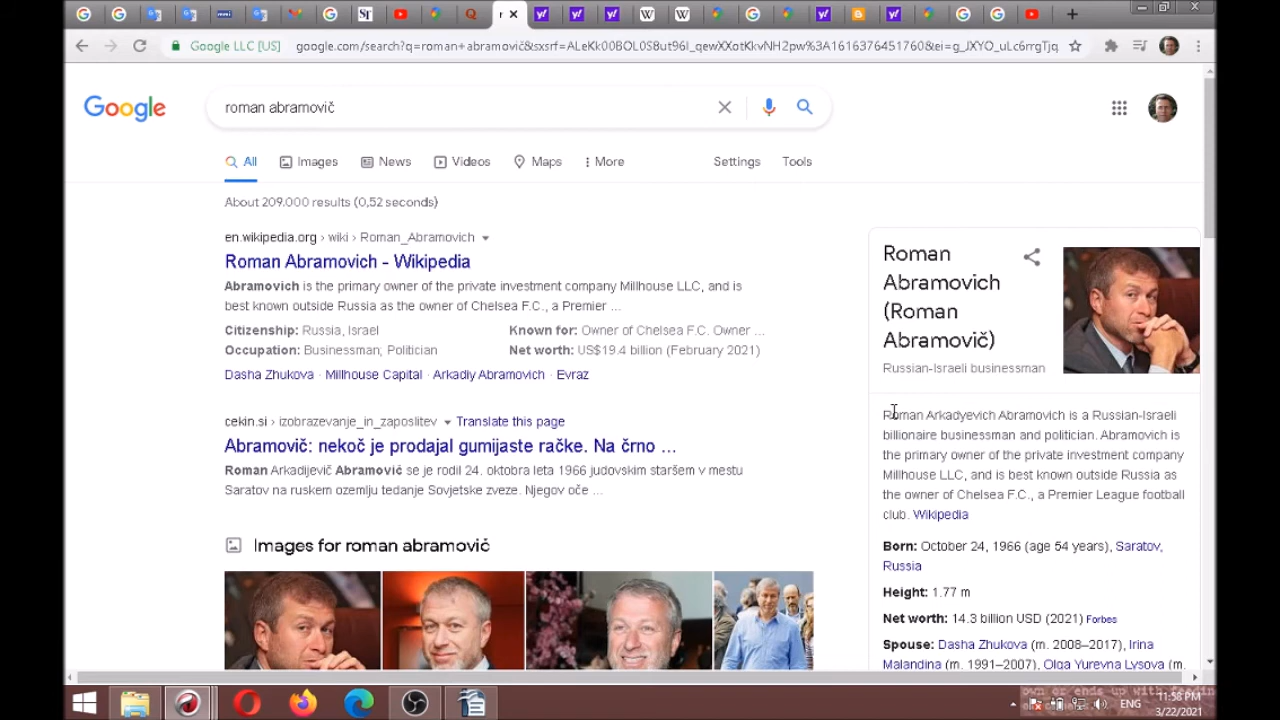 Google LLC [US]
google.com/search?q=roman+abramovič&sxsrf=ALeKk00BOL0S8ut96I_qewXXotKkvNH2pw%3A1616376451760&ei=g_JXYO_uLc6rrgTjq
Google
roman abramovič
All
Images
News
Videos
Maps
More
Settings
Tools
About 209.000 results (0,52 seconds)
en.wikipedia.org › wiki › Roman_Abramovich
Roman Abramovich - Wikipedia
Abramovich is the primary owner of the private investment company Millhouse LLC, and is
best known outside Russia as the owner of Chelsea F.C., a Premier ...
Citizenship: Russia, Israel
Known for: Owner of Chelsea F.C. Owner ...
Occupation: Businessman; Politician
Net worth: US$19.4 billion (February 2021)
Dasha Zhukova · Millhouse Capital · Arkadiy Abramovich · Evraz
cekin.si › izobrazevanje_in_zaposlitev
Translate this page
Abramovič: nekoč je prodajal gumijaste račke. Na črno ...
Roman Arkadijevič Abramovič se je rodil 24. oktobra leta 1966 judovskim staršem v mestu
Saratov na ruskem ozemlju tedanje Sovjetske zveze. Njegov oče ...
Images for roman abramovič
Roman
Abramovich
(Roman
Abramovič)
Russian-Israeli businessman
Roman Arkadyevich Abramovich is a Russian-Israeli
billionaire businessman and politician. Abramovich is
the primary owner of the private investment company
Millhouse LLC, and is best known outside Russia as
the owner of Chelsea F.C., a Premier League football
club. Wikipedia
Born: October 24, 1966 (age 54 years), Saratov,
Russia
Height: 1.77 m
Net worth: 14.3 billion USD (2021) Forbes
Spouse: Dasha Zhukova (m. 2008–2017), Irina
Malandina (m. 1991–2007), Olga Yurevna Lysova (m.
own or ends up with
ENG
11:58 PM
3/22/2021